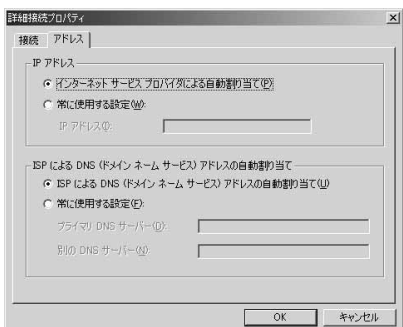 詳細接続プロパティ
接続 アドレス
IP アドレス
インターネット サービス プロバイダによる自動割り当て(P)
常に使用する設定(W):
IP アドレス(I):
ISP による DNS (ドメイン ネーム サービス) アドレスの自動割り当て
ISP による DNS (ドメイン ネーム サービス) アドレスの自動割り当て(U)
常に使用する設定(F):
プライマリ DNS サーバー(D):
別の DNS サーバー(N):
OK キャンセル